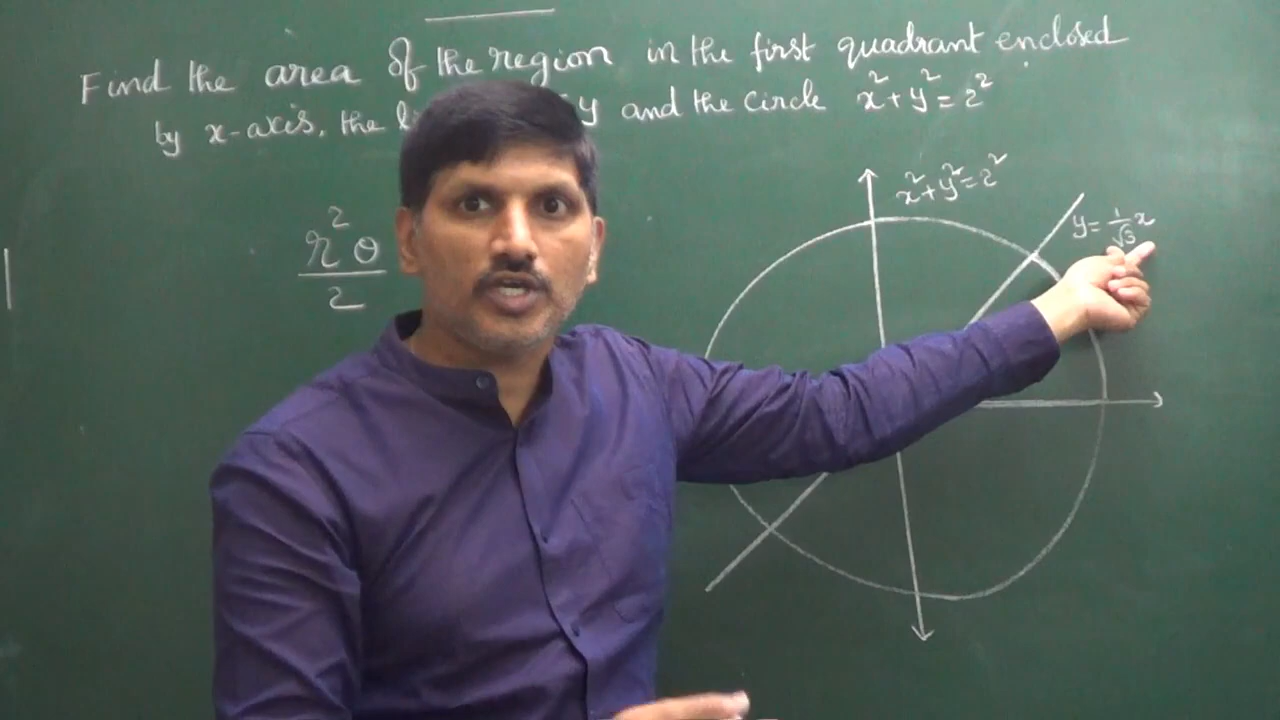 Find the area of the region in the first quadrant enclosed
by x-axis, the y and the circle x²+y²=2²
x²+y²=2²
y=1/√3 x
r²θ/2